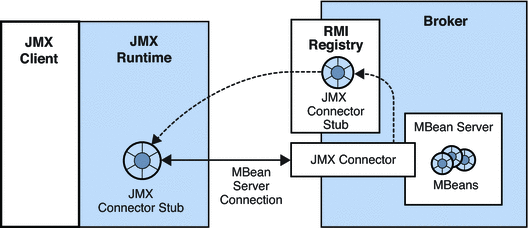 JMX
Client
JMX
Runtime
JMX
Connector Stub
MBean
Server
Connection
RMI
Registry
JMX
Connector
Stub
Broker
JMX Connector
MBean Server
MBeans